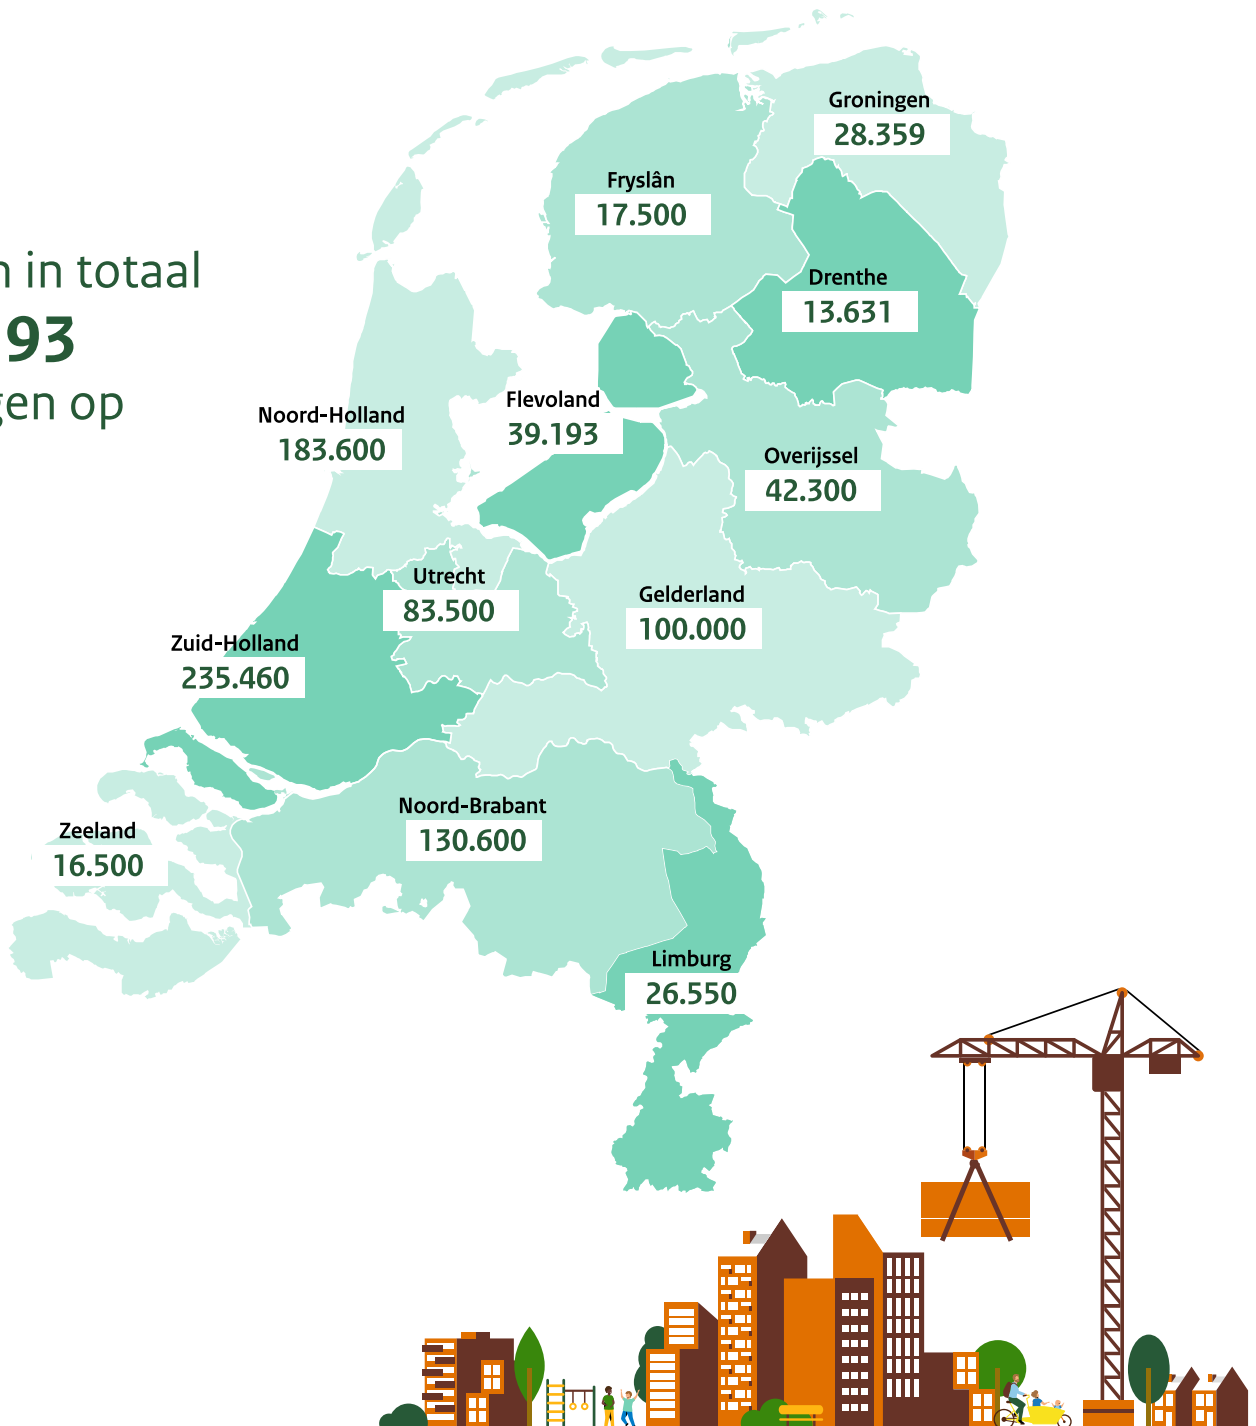 in totaal
93
op
Groningen
28.359
Fryslân
17.500
Drenthe
13.631
Flevoland
39.193
Noord-Holland
183.600
Overijssel
42.300
Utrecht
83.500
Gelderland
100.000
Zuid-Holland
235.460
Noord-Brabant
130.600
Zeeland
16.500
Limburg
26.550